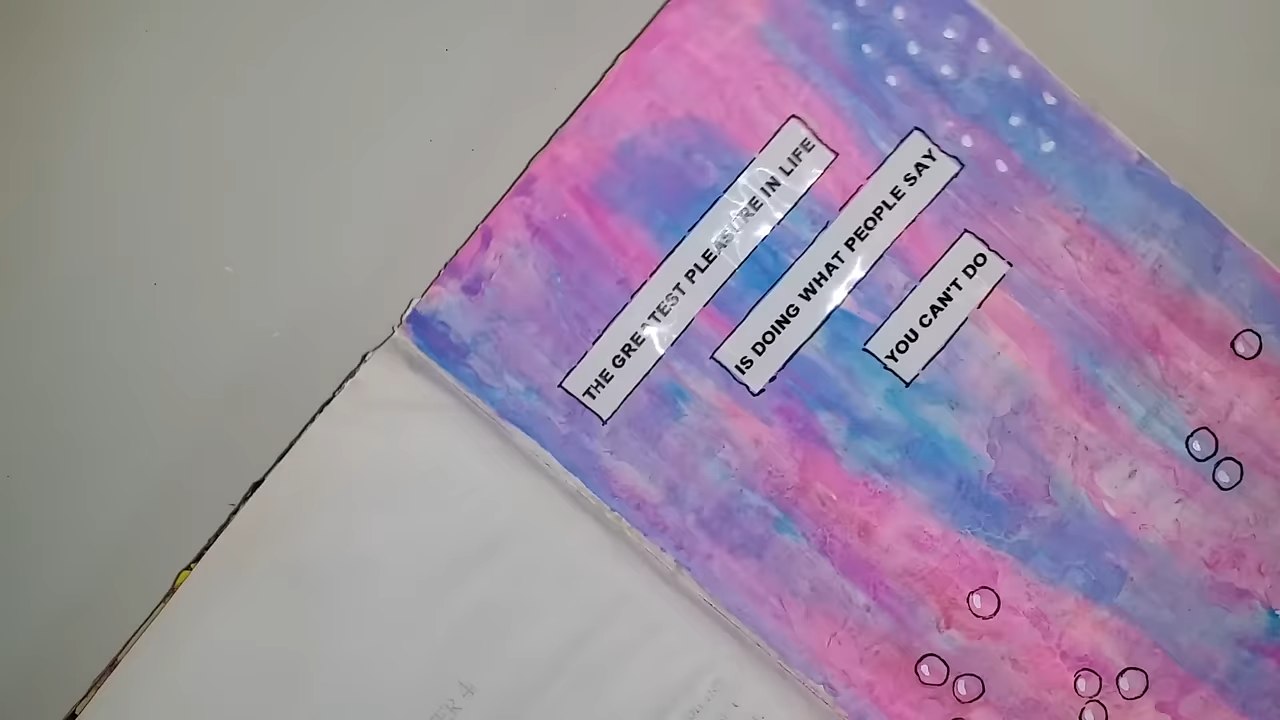 THE GREATEST PLEASURE IN LIFE
IS DOING WHAT PEOPLE SAY
YOU CAN'T DO